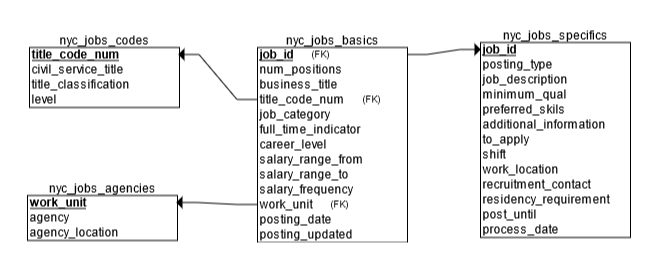 nyc_jobs_codes
title_code_num
civil_service_title
title_classification
level
nyc_jobs_agencies
work_unit
agency
agency_location
nyc_jobs_basics
job_id (FK)
num_positions
business_title
title_code_num (FK)
job_category
full_time_indicator
career_level
salary_range_from
salary_range_to
salary_frequency
work_unit (FK)
posting_date
posting_updated
nyc_jobs_specifics
job_id
posting_type
job_description
minimum_qual
preferred_skils
additional_information
to_apply
shift
work_location
recruitment_contact
residency_requirement
post_until
process_date